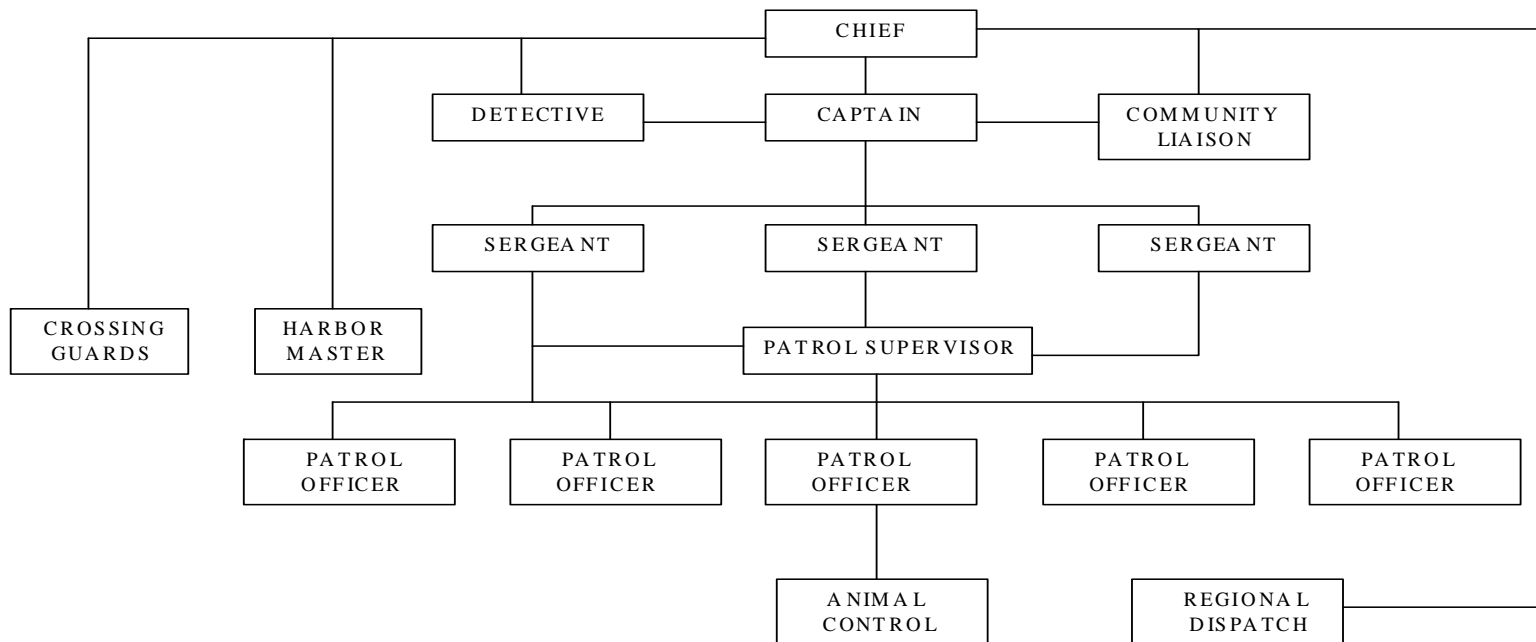 CHIEF
DETECTIVE
CAPTAIN
COMMUNITY
LIAISON
SERGEANT
SERGEANT
SERGEANT
CROSSING
GUARDS
HARBOR
MASTER
PATROL SUPERVISOR
PATROL
OFFICER
PATROL
OFFICER
PATROL
OFFICER
PATROL
OFFICER
PATROL
OFFICER
ANIMAL
CONTROL
REGIONAL
DISPATCH